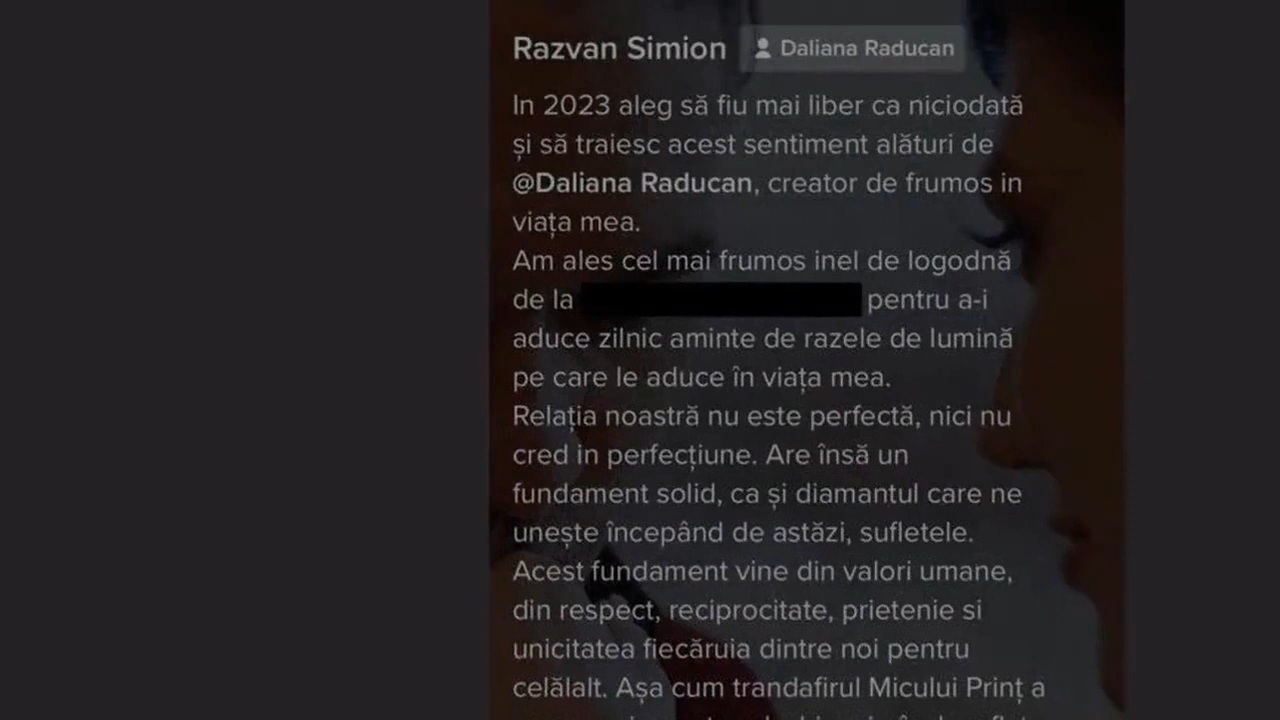 Razvan Simion Daliana Raducan
In 2023 aleg să fiu mai liber ca niciodată
și să traiesc acest sentiment alături de
@Daliana Raducan, creator de frumos in
viața mea.
Am ales cel mai frumos inel de logodnă
de la pentru a-i
aduce zilnic aminte de razele de lumină
pe care le aduce în viața mea.
Relația noastră nu este perfectă, nici nu
cred in perfecțiune. Are însă un
fundament solid, ca și diamantul care ne
unește începând de astăzi, sufletele.
Acest fundament vine din valori umane,
din respect, reciprocitate, prietenie si
unicitatea fiecăruia dintre noi pentru
celălalt. Așa cum trandafirul Micului Prinț a